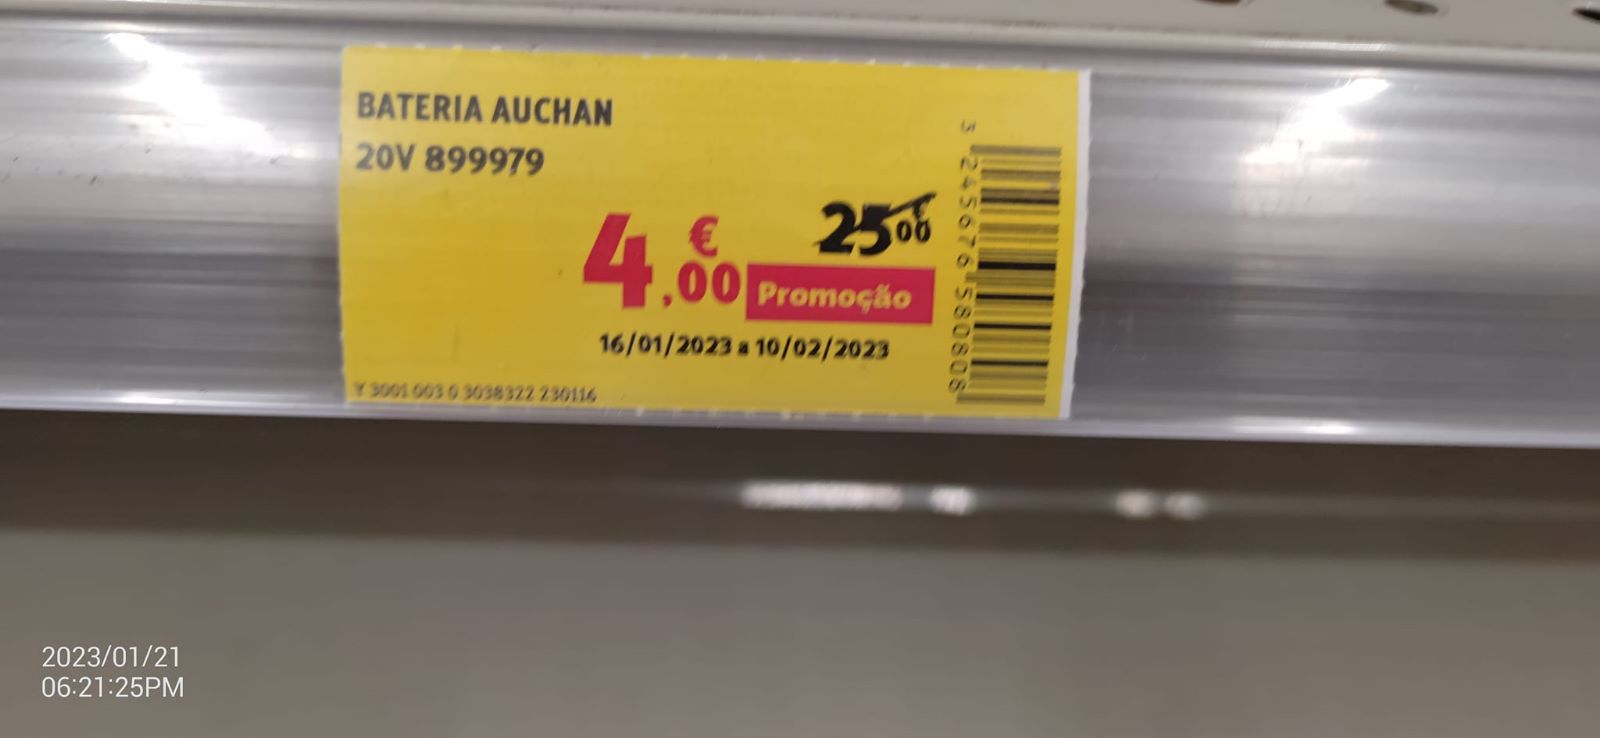 BATERIA AUCHAN
20V 899979
25€00
4€,00
Promoção
16/01/2023 a 10/02/2023
Y 3001 003 0 3038322 230116
3 245676 580808
2023/01/21
06:21:25PM